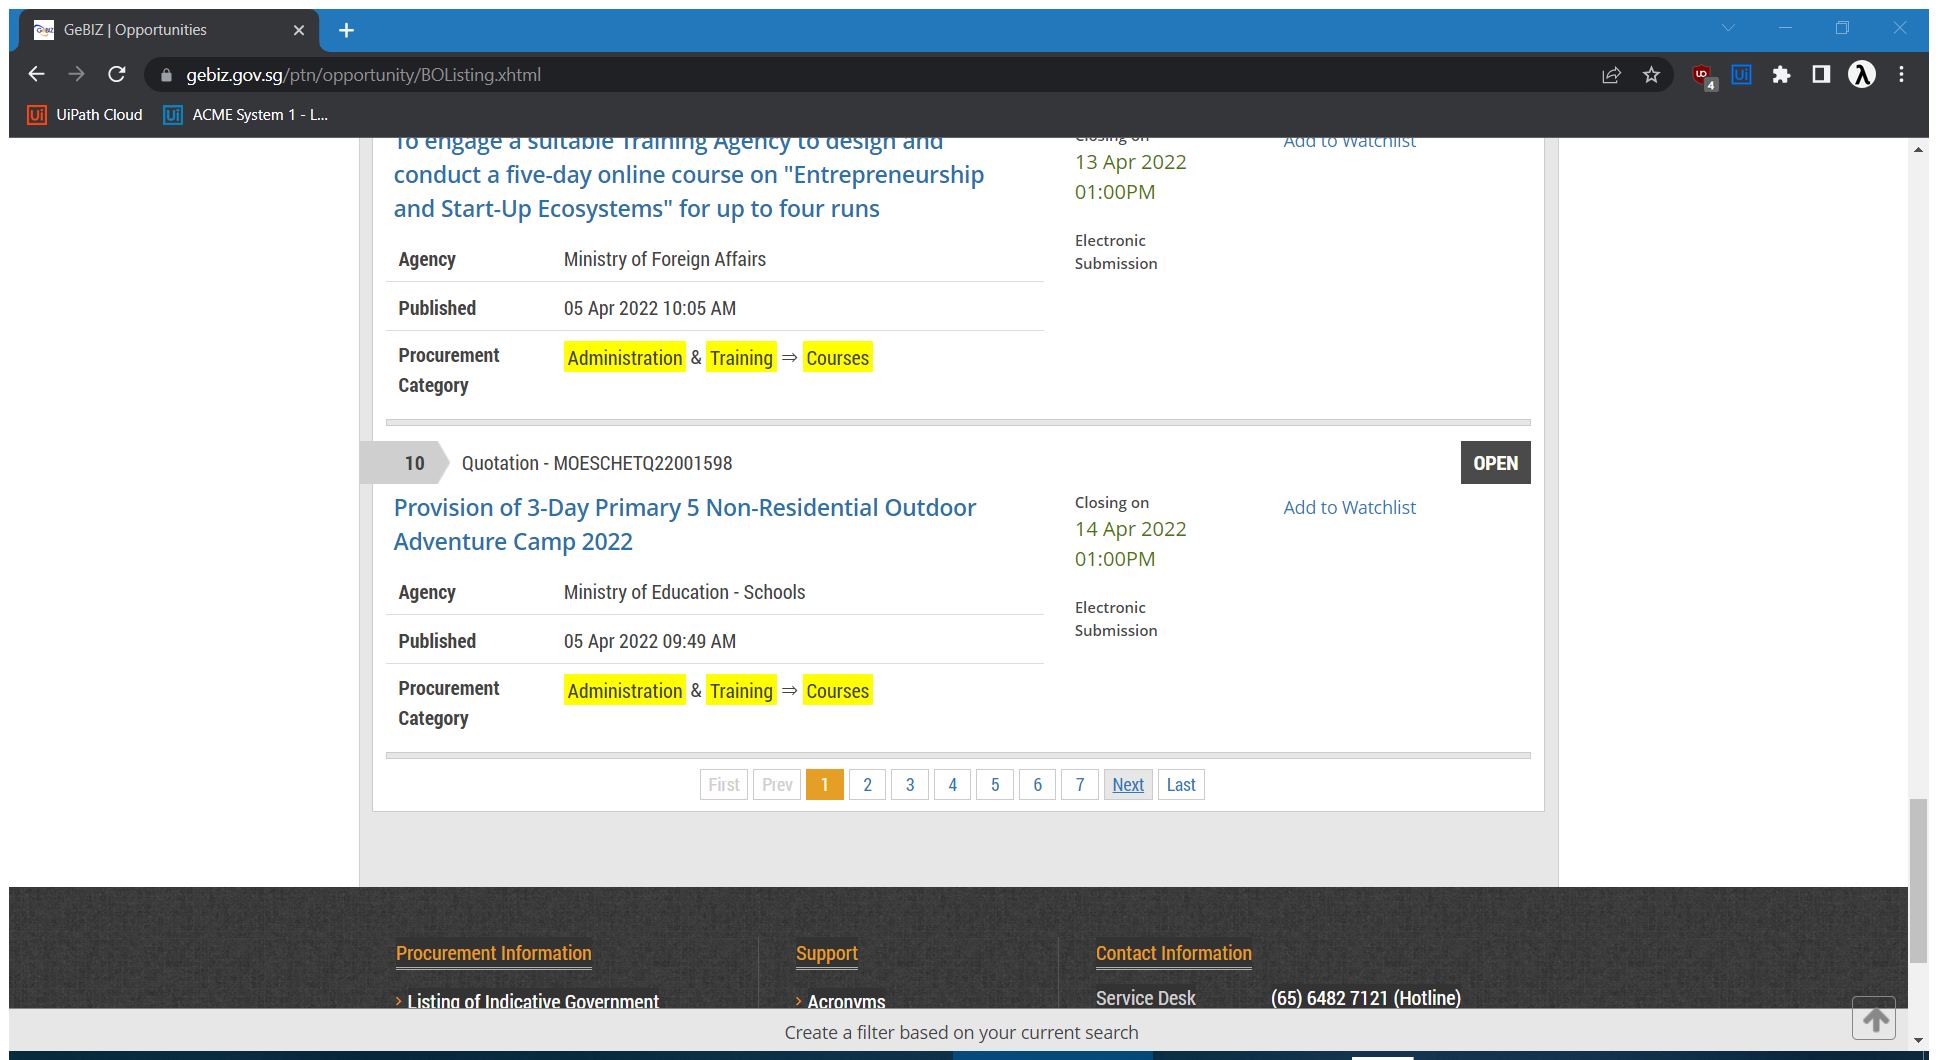 GeBIZ | Opportunities
gebiz.gov.sg/ptn/opportunity/BOListing.xhtml
4
UiPath Cloud
ACME System 1 - L...
To engage a suitable Training Agency to design and
conduct a five-day online course on "Entrepreneurship
and Start-Up Ecosystems" for up to four runs
Closing on
13 Apr 2022
01:00PM
Add to Watchlist
Electronic
Submission
Agency Ministry of Foreign Affairs
Published 05 Apr 2022 10:05 AM
Procurement
Category
Administration & Training ⇒ Courses
10 Quotation - MOESCHETQ22001598 OPEN
Provision of 3-Day Primary 5 Non-Residential Outdoor
Adventure Camp 2022
Closing on
14 Apr 2022
01:00PM
Add to Watchlist
Electronic
Submission
Agency Ministry of Education - Schools
Published 05 Apr 2022 09:49 AM
Procurement
Category
Administration & Training ⇒ Courses
First Prev 1 2 3 4 5 6 7 Next Last
Procurement Information
> Listing of Indicative Government
Support
> Acronyms
Contact Information
Service Desk (65) 6482 7121 (Hotline)
Create a filter based on your current search